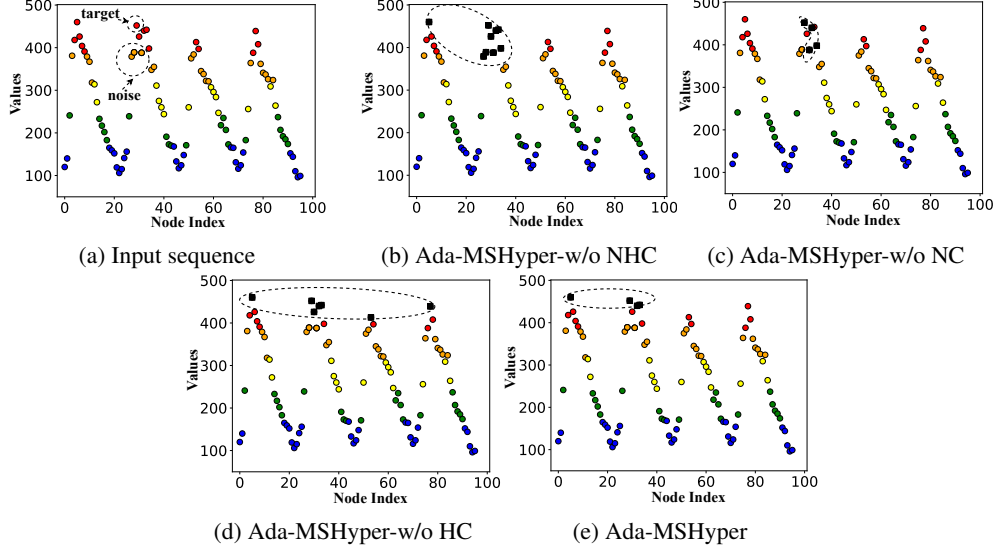 500
400
300
200
100
Values
target
noise
0 20 40 60 80 100
Node Index
(a) Input sequence
500
400
300
200
100
Values
0 20 40 60 80 100
Node Index
(b) Ada-MSHyper-w/o NHC
500
400
300
200
100
Values
0 20 40 60 80 100
Node Index
(c) Ada-MSHyper-w/o NC
500
400
300
200
100
Values
0 20 40 60 80 100
Node Index
(d) Ada-MSHyper-w/o HC
500
400
300
200
100
Values
0 20 40 60 80 100
Node Index
(e) Ada-MSHyper